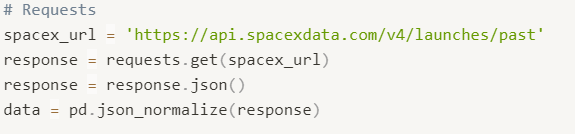 # Requests
spacex_url = 'https://api.spacexdata.com/v4/launches/past'
response = requests.get(spacex_url)
response = response.json()
data = pd.json_normalize(response)